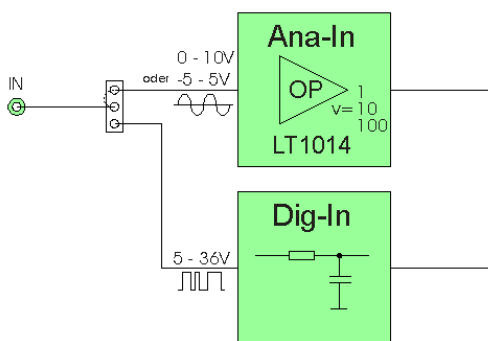 IN
0 - 10V
oder -5 - 5V
Ana-In
OP
1
v= 10
100
LT1014
5 - 36V
Dig-In